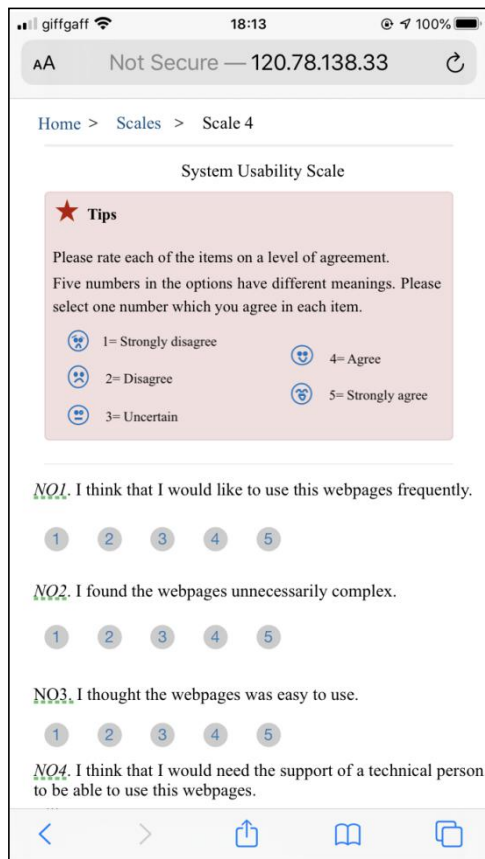 giffgaff 18:13 100%
AA Not Secure — 120.78.138.33
Home > Scales > Scale 4
System Usability Scale
Tips
Please rate each of the items on a level of agreement.
Five numbers in the options have different meanings. Please
select one number which you agree in each item.
1= Strongly disagree
2= Disagree
3= Uncertain
4= Agree
5= Strongly agree
NO1. I think that I would like to use this webpages frequently.
1 2 3 4 5
NO2. I found the webpages unnecessarily complex.
1 2 3 4 5
NO3. I thought the webpages was easy to use.
1 2 3 4 5
NO4. I think that I would need the support of a technical person
to be able to use this webpages.